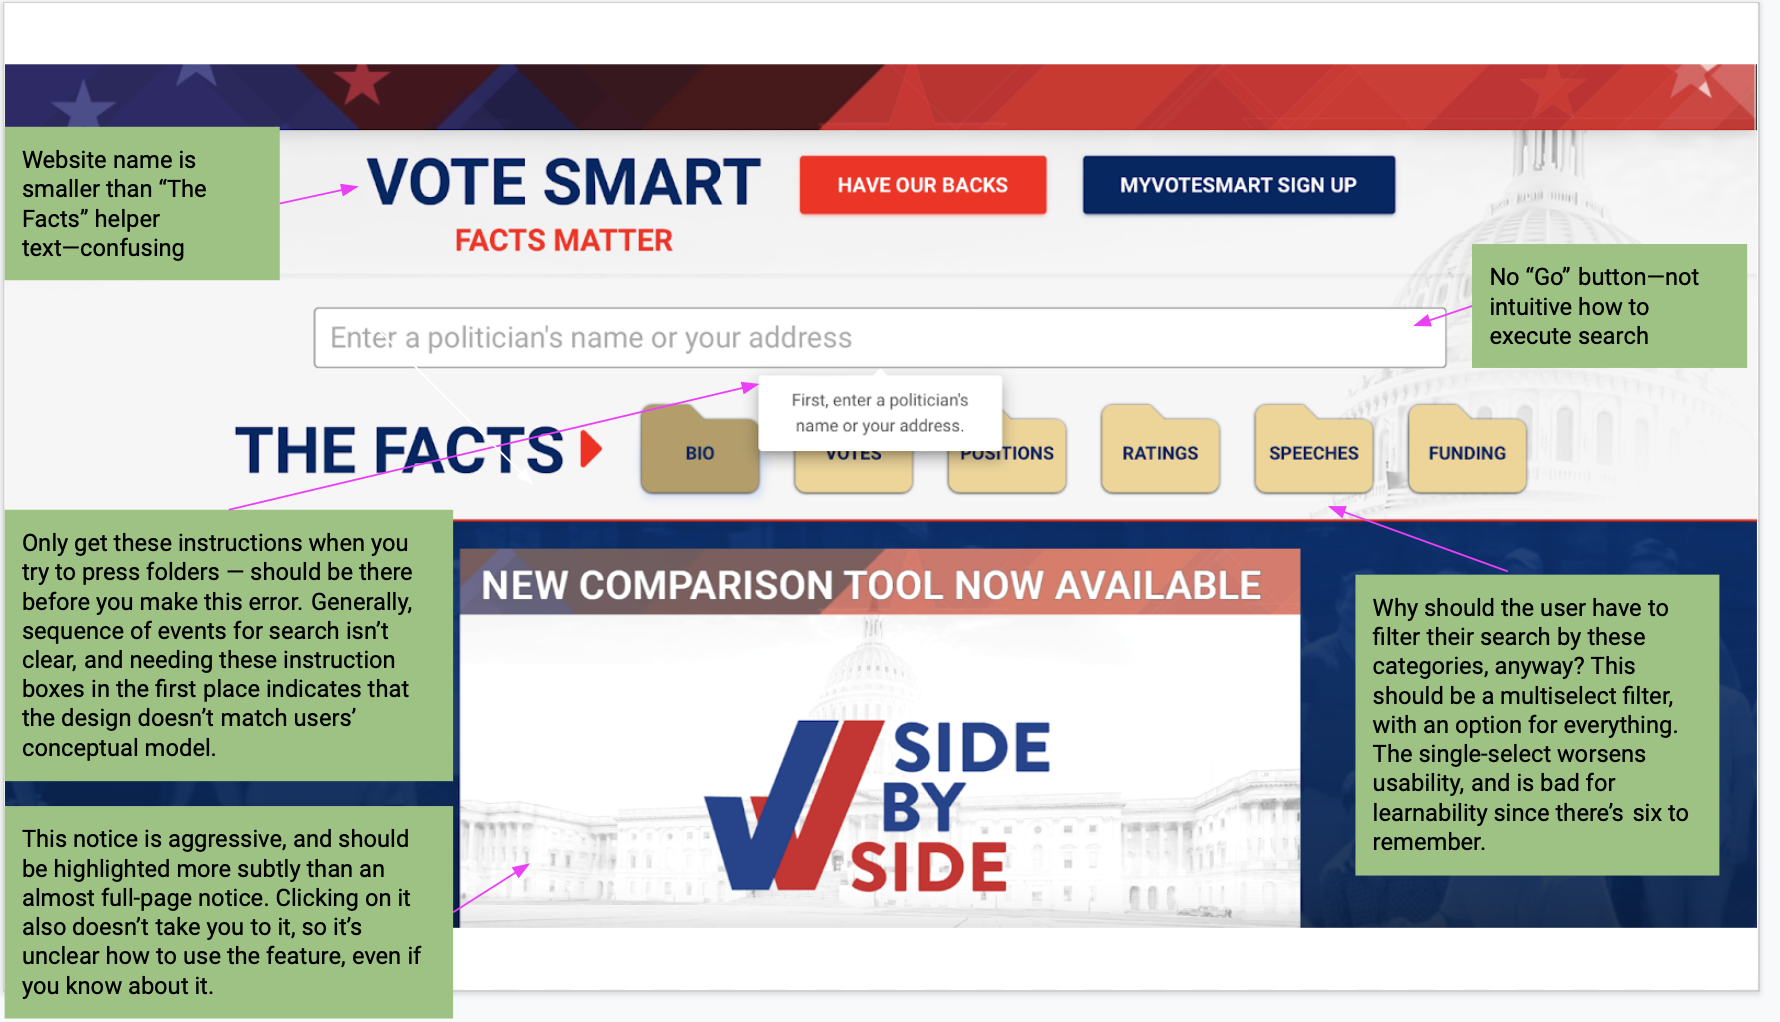 Website name is
smaller than “The
Facts” helper
text—confusing
VOTE SMART
FACTS MATTER
HAVE OUR BACKS
MYVOTESMART SIGN UP
No “Go” button—not
intuitive how to
execute search
Enter a politician's name or your address
First, enter a politician's
name or your address.
THE FACTS
BIO
VOTES
POSITIONS
RATINGS
SPEECHES
FUNDING
Only get these instructions when you
try to press folders — should be there
before you make this error. Generally,
sequence of events for search isn’t
clear, and needing these instruction
boxes in the first place indicates that
the design doesn’t match users’
conceptual model.
NEW COMPARISON TOOL NOW AVAILABLE
SIDE
BY
SIDE
Why should the user have to
filter their search by these
categories, anyway? This
should be a multiselect filter,
with an option for everything.
The single-select worsens
usability, and is bad for
learnability since there’s six to
remember.
This notice is aggressive, and should
be highlighted more subtly than an
almost full-page notice. Clicking on it
also doesn’t take you to it, so it’s
unclear how to use the feature, even if
you know about it.